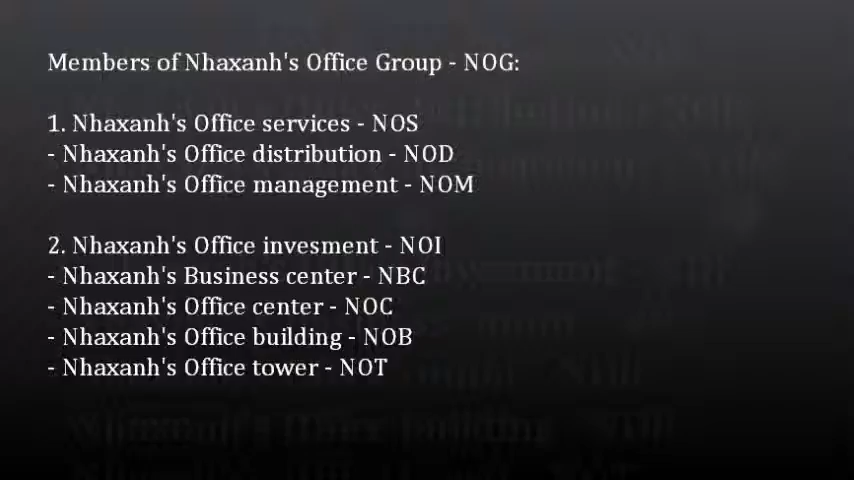 Members of Nhaxanh's Office Group - NOG:
1. Nhaxanh's Office services - NOS
- Nhaxanh's Office distribution - NOD
- Nhaxanh's Office management - NOM
2. Nhaxanh's Office invesment - NOI
- Nhaxanh's Business center - NBC
- Nhaxanh's Office center - NOC
- Nhaxanh's Office building - NOB
- Nhaxanh's Office tower - NOT